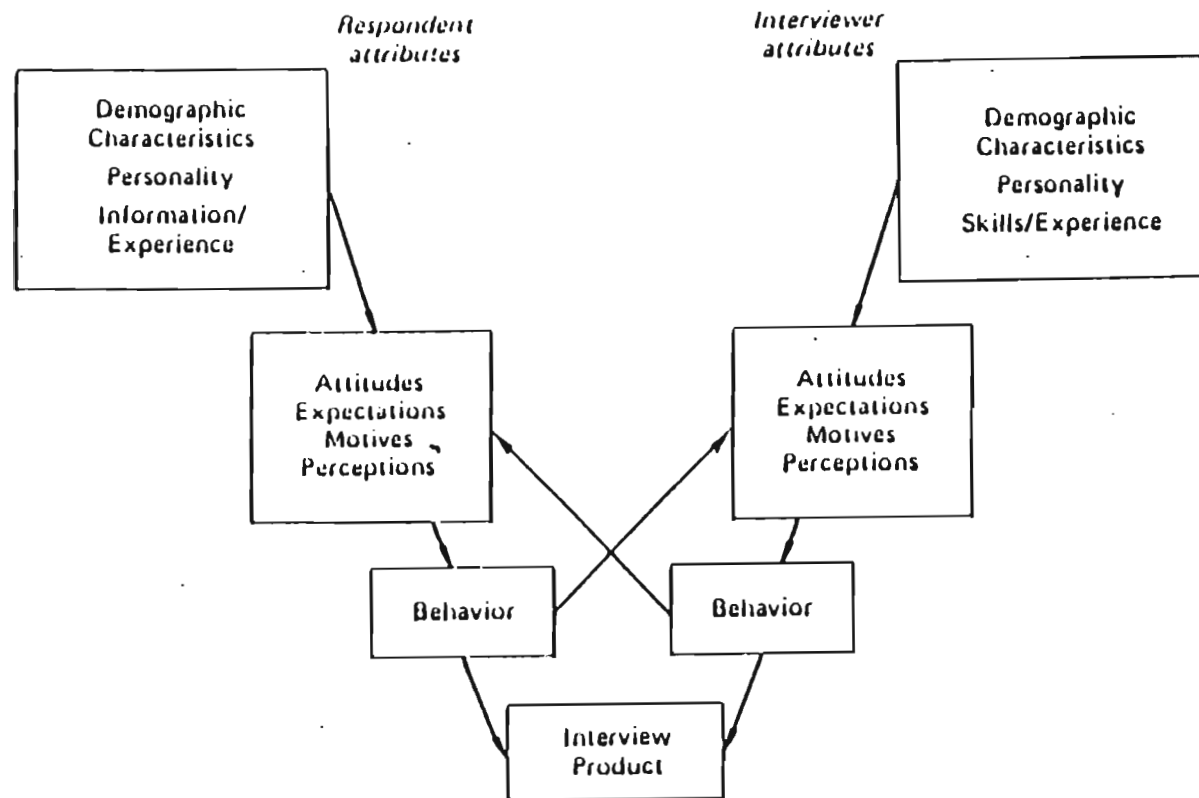 Respondent
attributes
Interviewer
attributes
Demographic
Characteristics
Personality
Information/
Experience
Demographic
Characteristics
Personality
Skills/Experience
Attitudes
Expectations
Motives
Perceptions
Attitudes
Expectations
Motives
Perceptions
Behavior
Behavior
Interview
Product